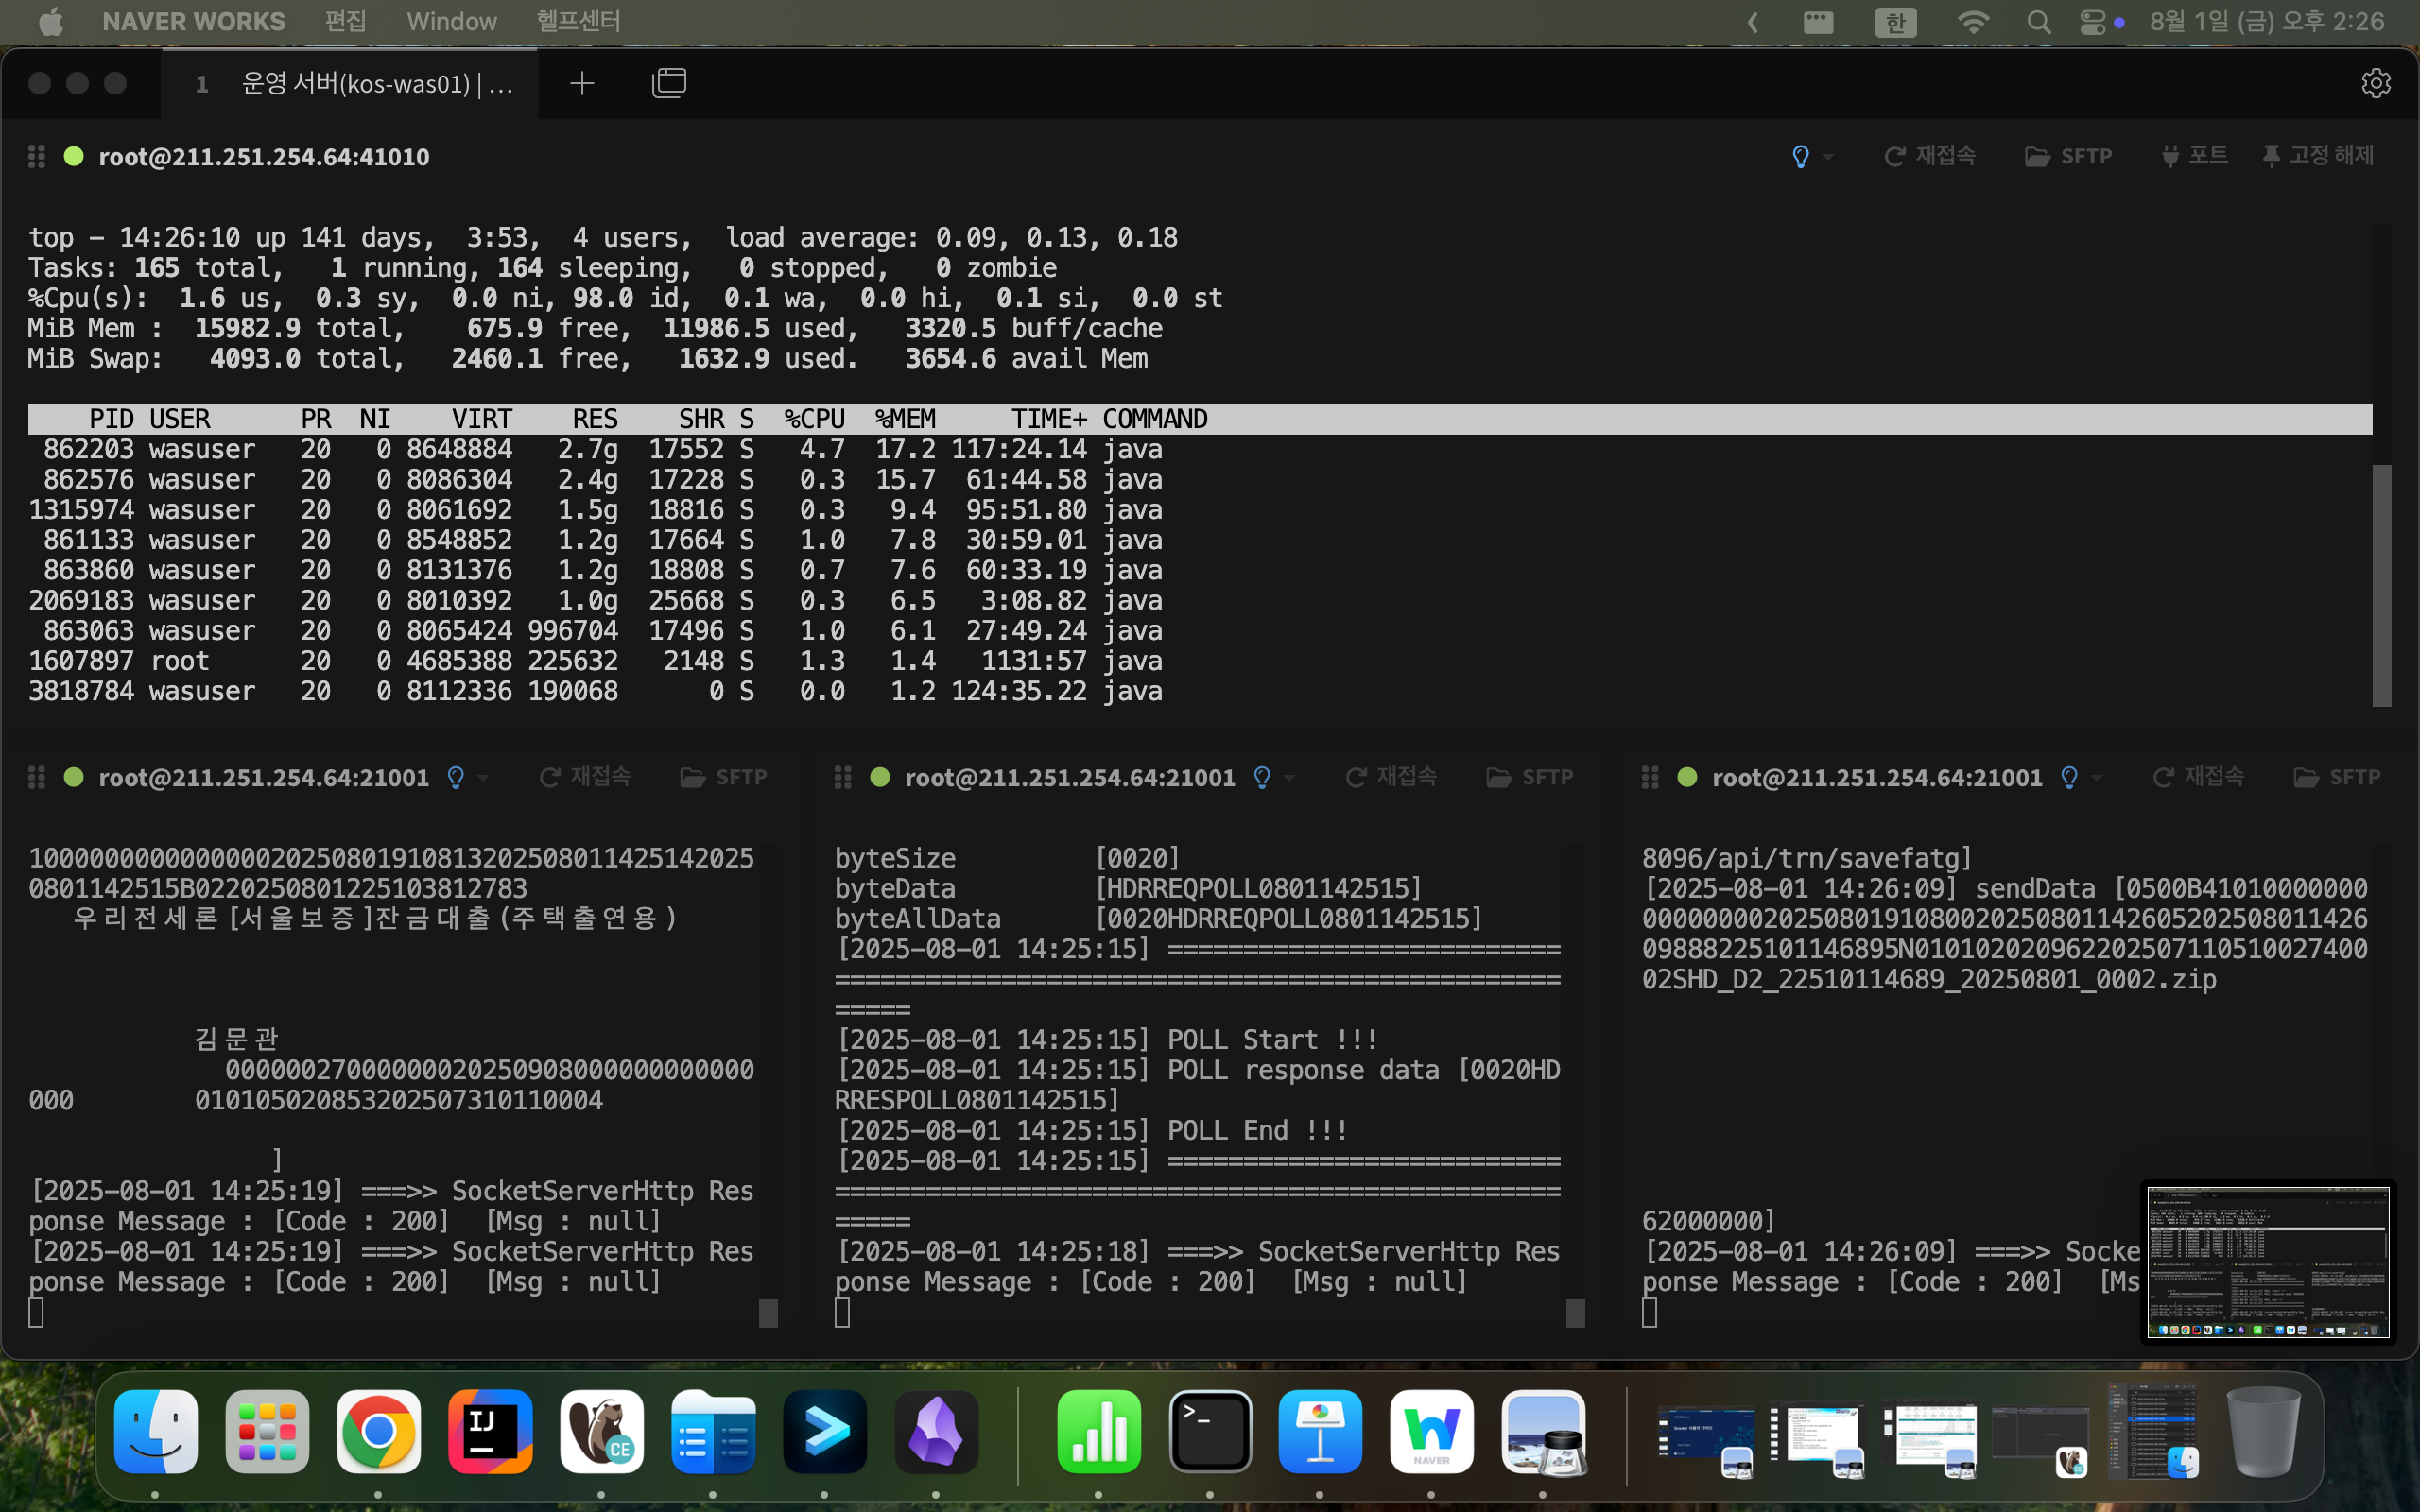 NAVER WORKS 편집 Window 헬프센터 한 8월 1일 (금) 오후 2:26
1 운영 서버(kos-was01) | ...
root@211.251.254.64:41010 재접속 SFTP 포트 고정 해제
top - 14:26:10 up 141 days, 3:53, 4 users, load average: 0.09, 0.13, 0.18
Tasks: 165 total, 1 running, 164 sleeping, 0 stopped, 0 zombie
%Cpu(s): 1.6 us, 0.3 sy, 0.0 ni, 98.0 id, 0.1 wa, 0.0 hi, 0.1 si, 0.0 st
MiB Mem : 15982.9 total, 675.9 free, 11986.5 used, 3320.5 buff/cache
MiB Swap: 4093.0 total, 2460.1 free, 1632.9 used. 3654.6 avail Mem
PID USER PR NI VIRT RES SHR S %CPU %MEM TIME+ COMMAND
862203 wasuser 20 0 8648884 2.7g 17552 S 4.7 17.2 117:24.14 java
862576 wasuser 20 0 8086304 2.4g 17228 S 0.3 15.7 61:44.58 java
1315974 wasuser 20 0 8061692 1.5g 18816 S 0.3 9.4 95:51.80 java
861133 wasuser 20 0 8548852 1.2g 17664 S 1.0 7.8 30:59.01 java
863860 wasuser 20 0 8131376 1.2g 18808 S 0.7 7.6 60:33.19 java
2069183 wasuser 20 0 8010392 1.0g 25668 S 0.3 6.5 3:08.82 java
863063 wasuser 20 0 8065424 996704 17496 S 1.0 6.1 27:49.24 java
1607897 root 20 0 4685388 225632 2148 S 1.3 1.4 1131:57 java
3818784 wasuser 20 0 8112336 190068 0 S 0.0 1.2 124:35.22 java
root@211.251.254.64:21001 재접속 SFTP
100000000000000020250801910813202508011425142025
0801142515B0220250801225103812783
우리전세론[서울보증]잔금대출(주택출연용)
김문관
00000027000000020250908000000000000
000 010105020853202507310110004
]
[2025-08-01 14:25:19] ===>> SocketServerHttp Res
ponse Message : [Code : 200] [Msg : null]
[2025-08-01 14:25:19] ===>> SocketServerHttp Res
ponse Message : [Code : 200] [Msg : null]
root@211.251.254.64:21001 재접속 SFTP
byteSize [0020]
byteData [HDRREQPOLL0801142515]
byteAllData [0020HDRREQPOLL0801142515]
[2025-08-01 14:25:15] ==========================
================================================
=====
[2025-08-01 14:25:15] POLL Start !!!
[2025-08-01 14:25:15] POLL response data [0020HD
RRESPOLL0801142515]
[2025-08-01 14:25:15] POLL End !!!
[2025-08-01 14:25:15] ==========================
================================================
=====
[2025-08-01 14:25:18] ===>> SocketServerHttp Res
ponse Message : [Code : 200] [Msg : null]
root@211.251.254.64:21001 재접속 SFTP
8096/api/trn/savefatg]
[2025-08-01 14:26:09] sendData [0500B41010000000
000000002025080191080020250801142605202508011426
09888225101146895N010102020962202507110510027400
02SHD_D2_22510114689_20250801_0002.zip
62000000]
[2025-08-01 14:26:09] ===>> Socke
ponse Message : [Code : 200] [Ms
IJ
CE
>_
NAVER